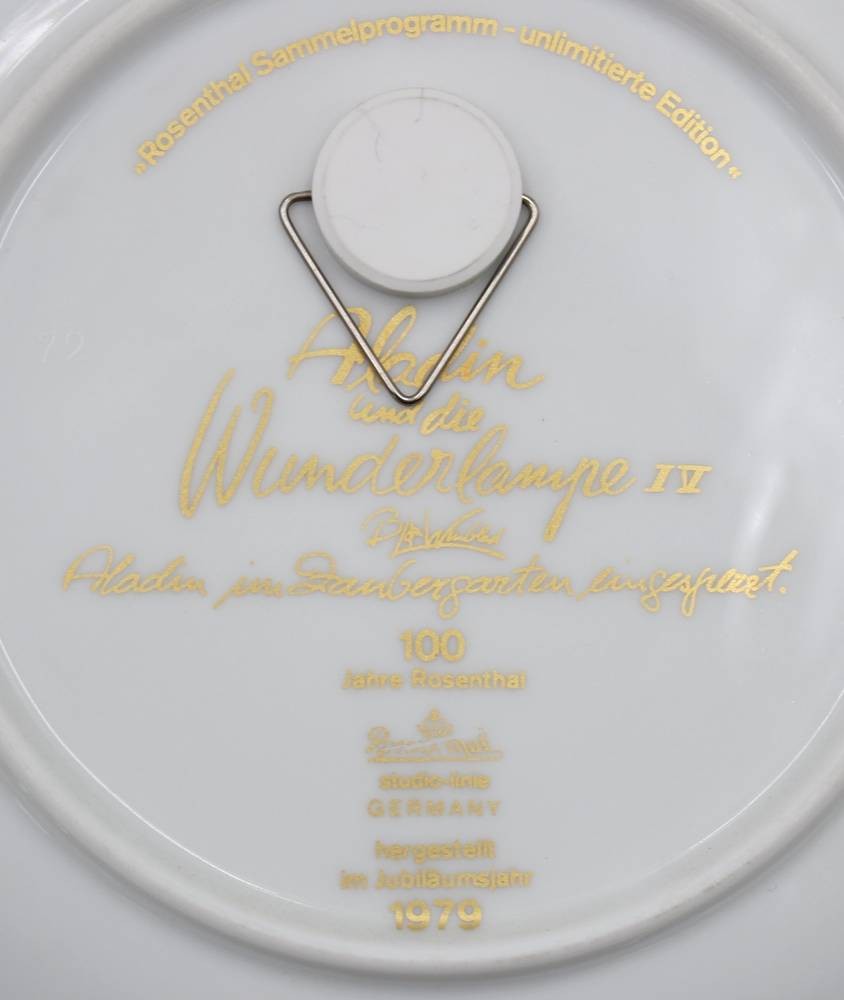 „Rosenthal Sammelprogramm - unlimitierte Edition“
Aladin
und die
Wunderlampe IV
Aladin im Zaubergarten eingesperrt.
100
Jahre Rosenthal
studio-linie
GERMANY
hergestellt
im Jubiläumsjahr
1979